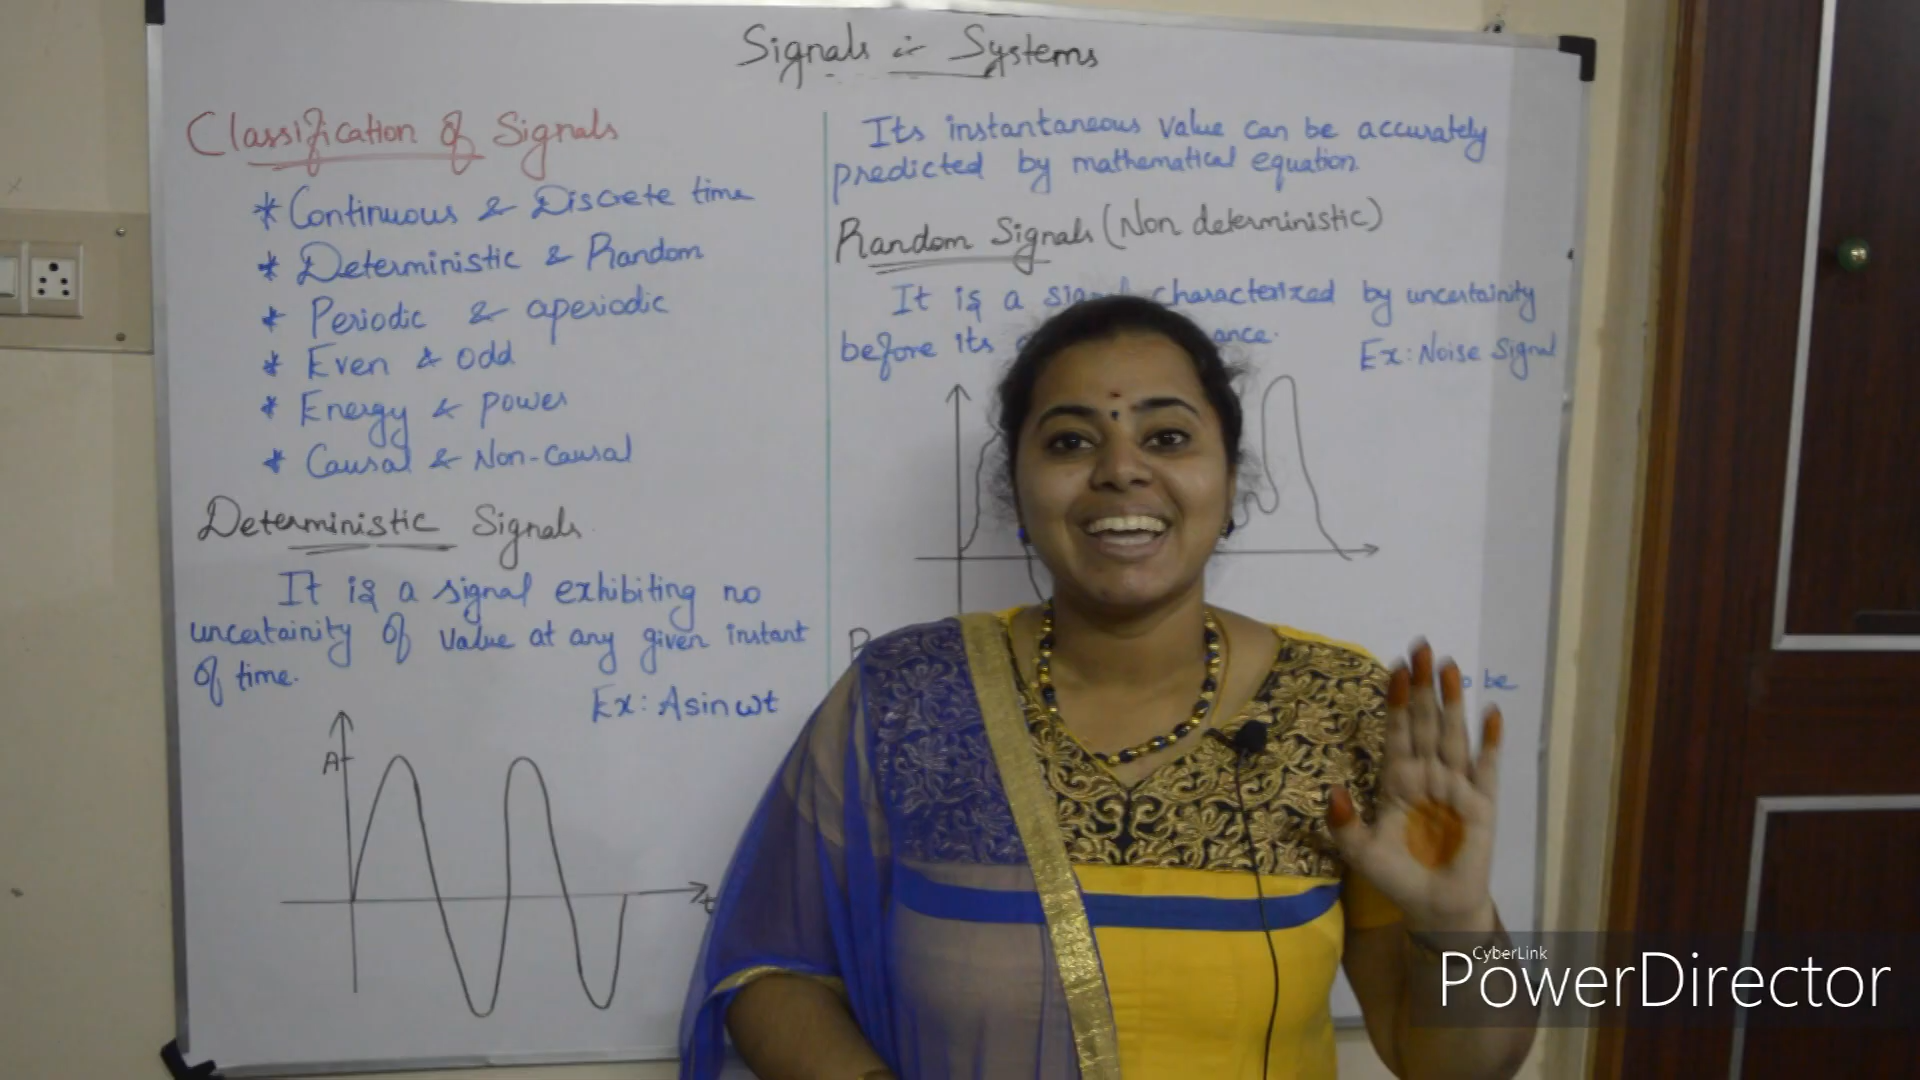 Signals & Systems
Classification of Signals
* Continuous & Discrete time
* Deterministic & Random
* Periodic & aperiodic
* Even & odd
* Energy & power
* Causal & Non-Causal
Deterministic Signals
It is a signal exhibiting no
uncertainity of value at any given instant
of time.
Ex: Asinωt
A
t
Its instantaneous value can be accurately
predicted by mathematical equation.
Random Signals (Non deterministic)
It is a characterized by uncertainity
before its
Ex: Noise Signal
be
CyberLink
PowerDirector